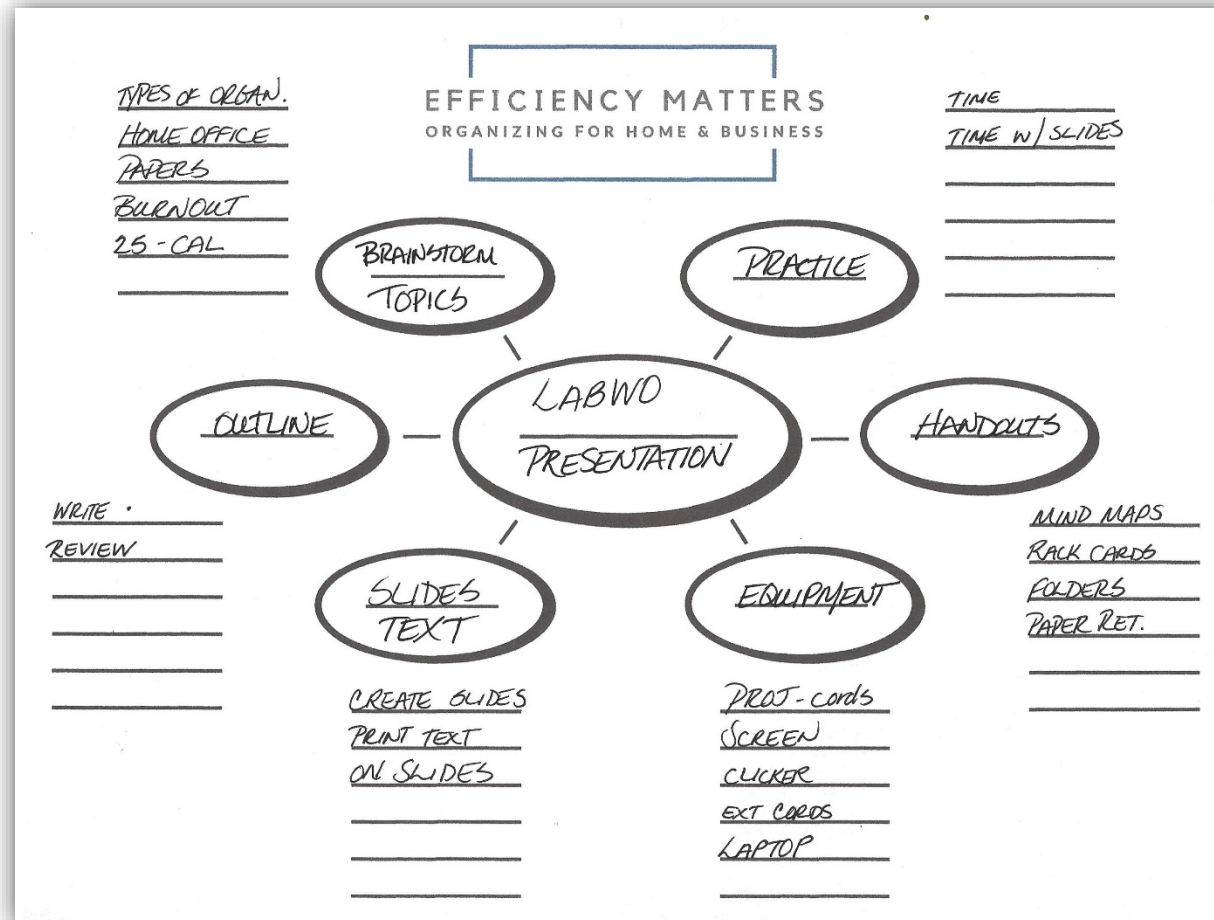 EFFICIENCY MATTERS
ORGANIZING FOR HOME & BUSINESS
TYPES OF ORGAN.
HOME OFFICE
PAPERS
BURNOUT
25-CAL
BRAINSTORM
TOPICS
TIME
TIME W/ SLIDES
PRACTICE
LABWO
PRESENTATION
OUTLINE
WRITE
REVIEW
HANDOUTS
MIND MAPS
RACK CARDS
FOLDERS
PAPER RET.
SLIDES
TEXT
CREATE SLIDES
PRINT TEXT
ON SLIDES
EQUIPMENT
PROJ-cords
SCREEN
CLICKER
EXT CORDS
LAPTOP